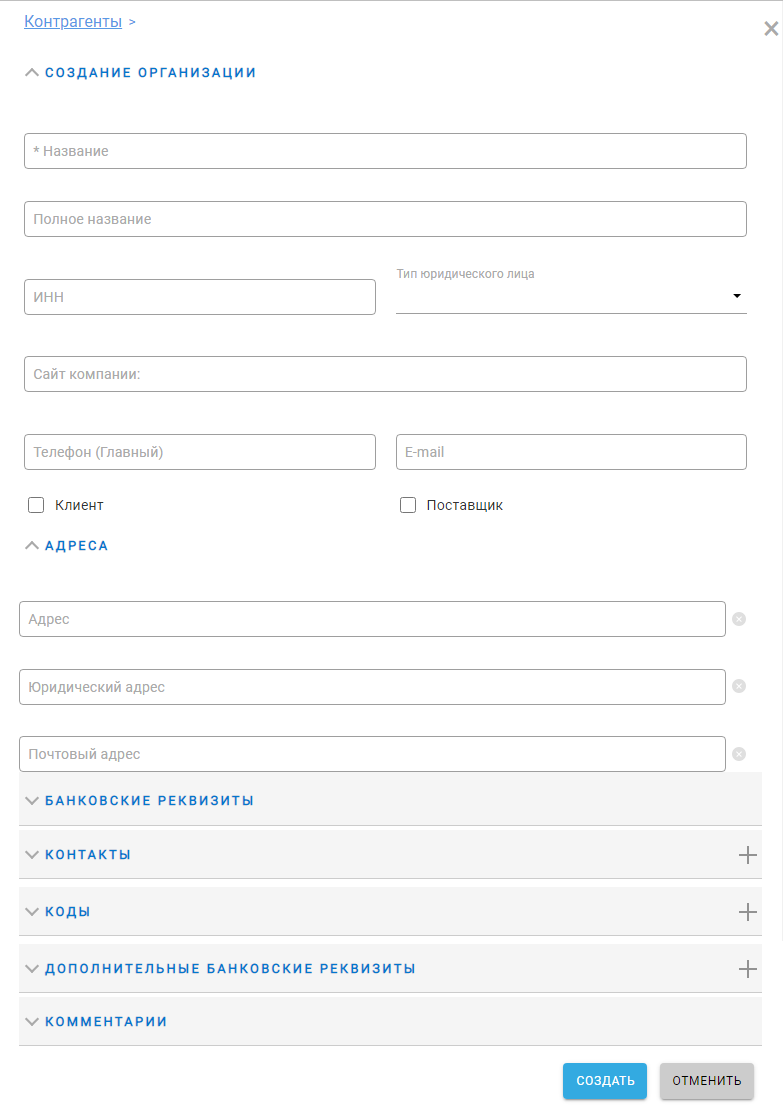 Контрагенты >
СОЗДАНИЕ ОРГАНИЗАЦИИ
* Название
Полное название
Тип юридического лица
ИНН
Сайт компании:
Телефон (Главный)
E-mail
Клиент
Поставщик
АДРЕСА
Адрес
Юридический адрес
Почтовый адрес
БАНКОВСКИЕ РЕКВИЗИТЫ
КОНТАКТЫ
КОДЫ
ДОПОЛНИТЕЛЬНЫЕ БАНКОВСКИЕ РЕКВИЗИТЫ
КОММЕНТАРИИ
СОЗДАТЬ
ОТМЕНИТЬ